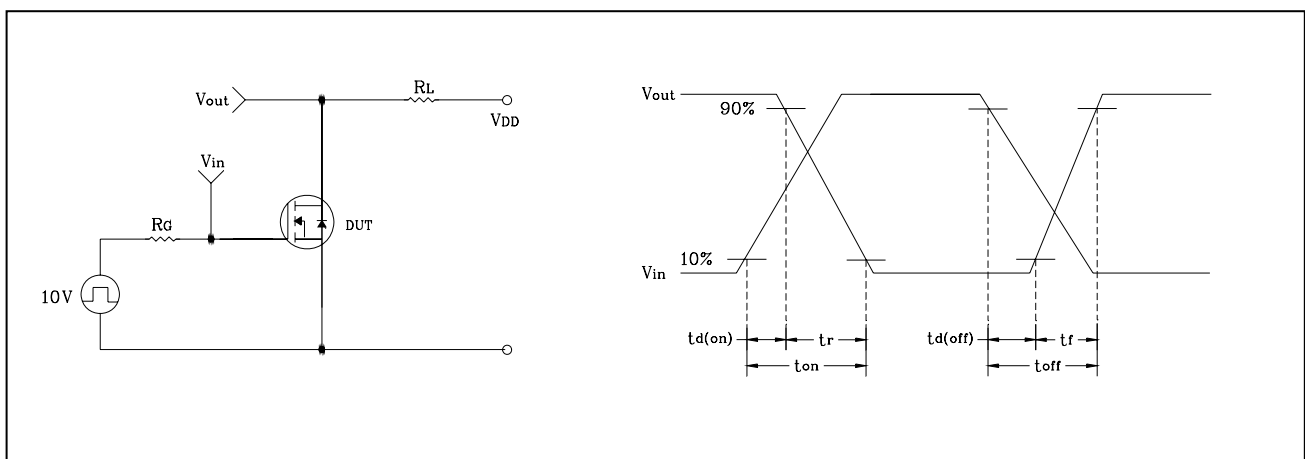 Vout
RL
VDD
Vin
RG
DUT
10V
Vout
90%
10%
Vin
td(on)
tr
td(off)
tf
ton
toff